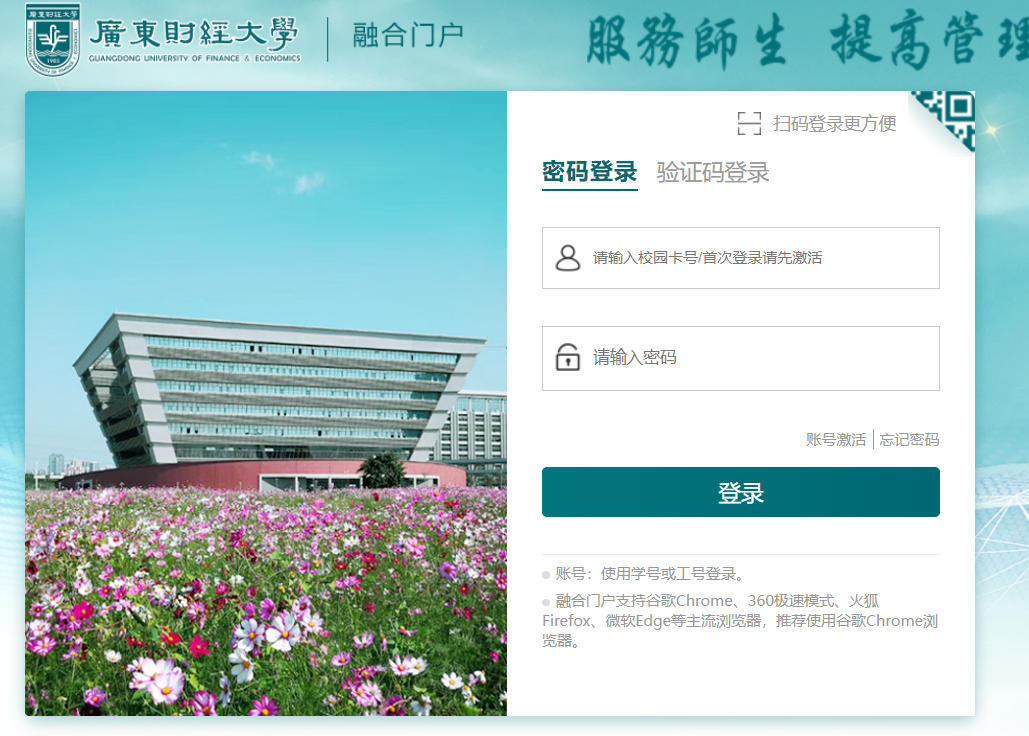 廣東財經大學
GUANGDONG UNIVERSITY OF FINANCE & ECONOMICS
融合门户
服務師生 提高管理
扫码登录更方便
密码登录 验证码登录
请输入校园卡号/首次登录请先激活
请输入密码
账号激活 忘记密码
登录
账号：使用学号或工号登录。
融合门户支持谷歌Chrome、360极速模式、火狐
Firefox、微软Edge等主流浏览器，推荐使用谷歌Chrome浏
览器。